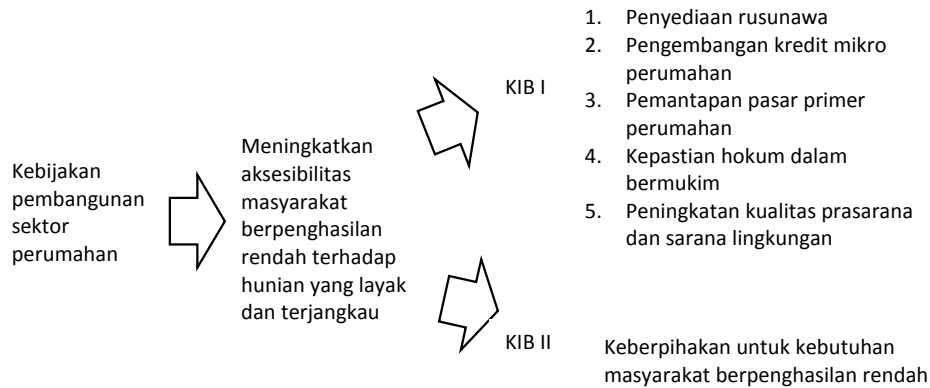 Kebijakan
pembangunan
sektor
perumahan
Meningkatkan
aksesibilitas
masyarakat
berpenghasilan
rendah terhadap
hunian yang layak
dan terjangkau
KIB I
1. Penyediaan rusunawa
2. Pengembangan kredit mikro
perumahan
3. Pemantapan pasar primer
perumahan
4. Kepastian hokum dalam
bermukim
5. Peningkatan kualitas prasarana
dan sarana lingkungan
KIB II
Keberpihakan untuk kebutuhan
masyarakat berpenghasilan rendah